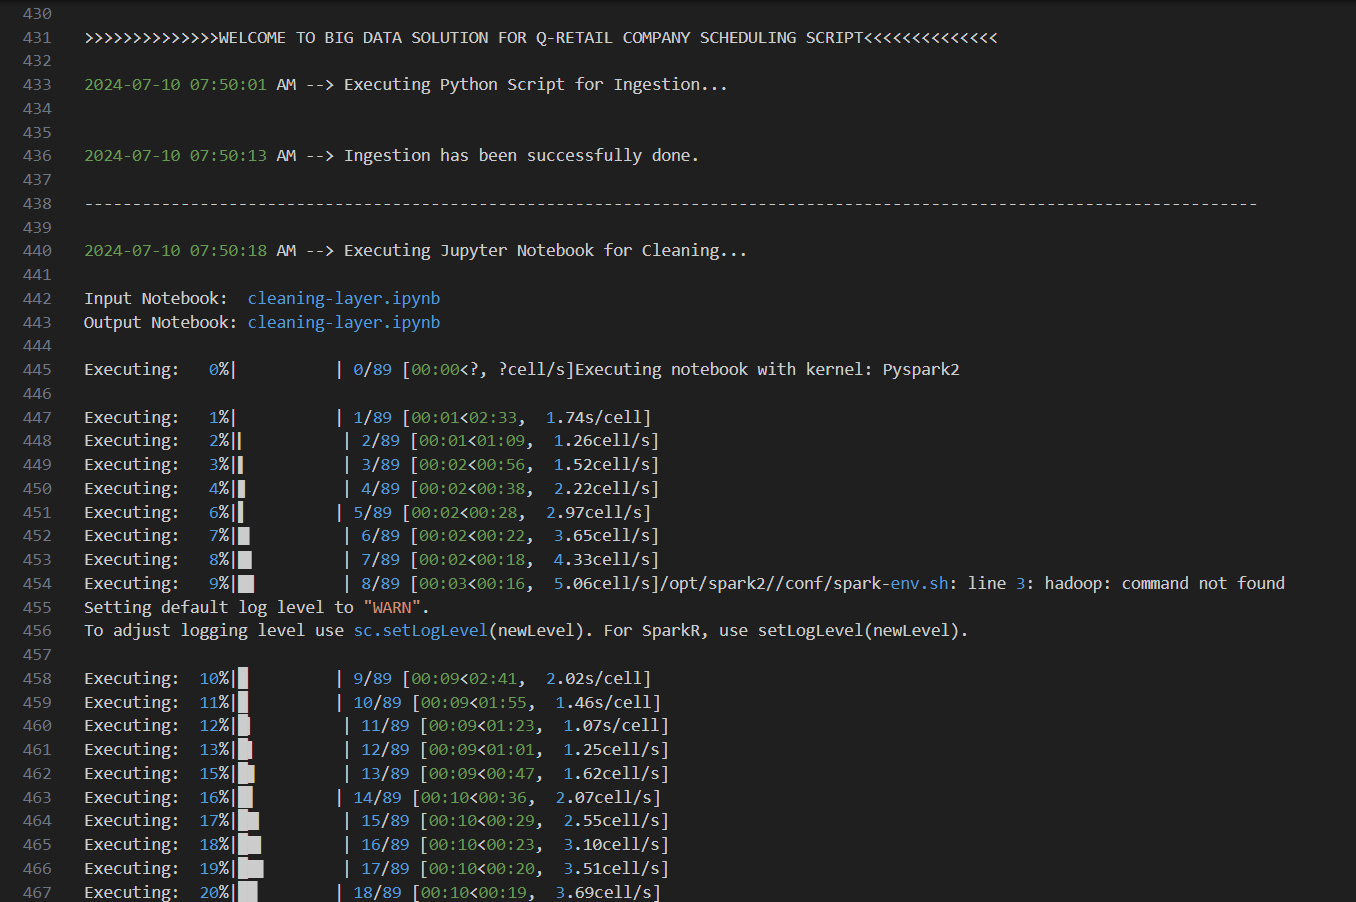 430
431 >>>>>>>>>>>>>>WELCOME TO BIG DATA SOLUTION FOR Q-RETAIL COMPANY SCHEDULING SCRIPT<<<<<<<<<<<<<<
432
433 2024-07-10 07:50:01 AM --> Executing Python Script for Ingestion...
434
435
436 2024-07-10 07:50:13 AM --> Ingestion has been successfully done.
437
438 --------------------------------------------------------------------------------------------------------------------------
439
440 2024-07-10 07:50:18 AM --> Executing Jupyter Notebook for Cleaning...
441
442 Input Notebook:  cleaning-layer.ipynb
443 Output Notebook: cleaning-layer.ipynb
444
445 Executing:   0%|          | 0/89 [00:00<?, ?cell/s]Executing notebook with kernel: Pyspark2
446
447 Executing:   1%|          | 1/89 [00:01<02:33,  1.74s/cell]
448 Executing:   2%|▏         | 2/89 [00:01<01:09,  1.26cell/s]
449 Executing:   3%|▎         | 3/89 [00:02<00:56,  1.52cell/s]
450 Executing:   4%|▍         | 4/89 [00:02<00:38,  2.22cell/s]
451 Executing:   6%|▌         | 5/89 [00:02<00:28,  2.97cell/s]
452 Executing:   7%|▋         | 6/89 [00:02<00:22,  3.65cell/s]
453 Executing:   8%|▊         | 7/89 [00:02<00:18,  4.33cell/s]
454 Executing:   9%|▉         | 8/89 [00:03<00:16,  5.06cell/s]/opt/spark2//conf/spark-env.sh: line 3: hadoop: command not found
455 Setting default log level to "WARN".
456 To adjust logging level use sc.setLogLevel(newLevel). For SparkR, use setLogLevel(newLevel).
457
458 Executing:  10%|█         | 9/89 [00:09<02:41,  2.02s/cell]
459 Executing:  11%|█         | 10/89 [00:09<01:55,  1.46s/cell]
460 Executing:  12%|█▏        | 11/89 [00:09<01:23,  1.07s/cell]
461 Executing:  13%|█▎        | 12/89 [00:09<01:01,  1.25cell/s]
462 Executing:  15%|█▍        | 13/89 [00:09<00:47,  1.62cell/s]
463 Executing:  16%|█▌        | 14/89 [00:10<00:36,  2.07cell/s]
464 Executing:  17%|█▋        | 15/89 [00:10<00:29,  2.55cell/s]
465 Executing:  18%|█▊        | 16/89 [00:10<00:23,  3.10cell/s]
466 Executing:  19%|█▉        | 17/89 [00:10<00:20,  3.51cell/s]
467 Executing:  20%|██        | 18/89 [00:10<00:19,  3.69cell/s]